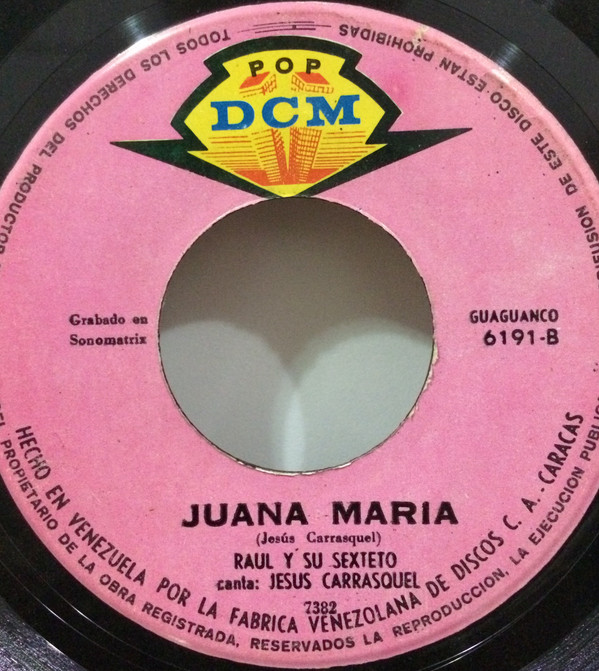 POP
DCM
Grabado en
Sonomatrix
GUAGUANCO
6191-B
JUANA MARIA
(Jesús Carrasquel)
RAUL Y SU SEXTETO
canta: JESUS CARRASQUEL
7382
HECHO EN VENEZUELA POR LA FABRICA VENEZOLANA DE DISCOS C. A. - CARACAS
TODOS LOS DERECHOS DEL PRODUCTOR
PROPIETARIO DE LA OBRA REGISTRADA, RESERVADOS LA REPRODUCCION, LA EJECUCION PUBLICA
DIFUSION DE ESTE DISCO ESTAN PROHIBIDAS